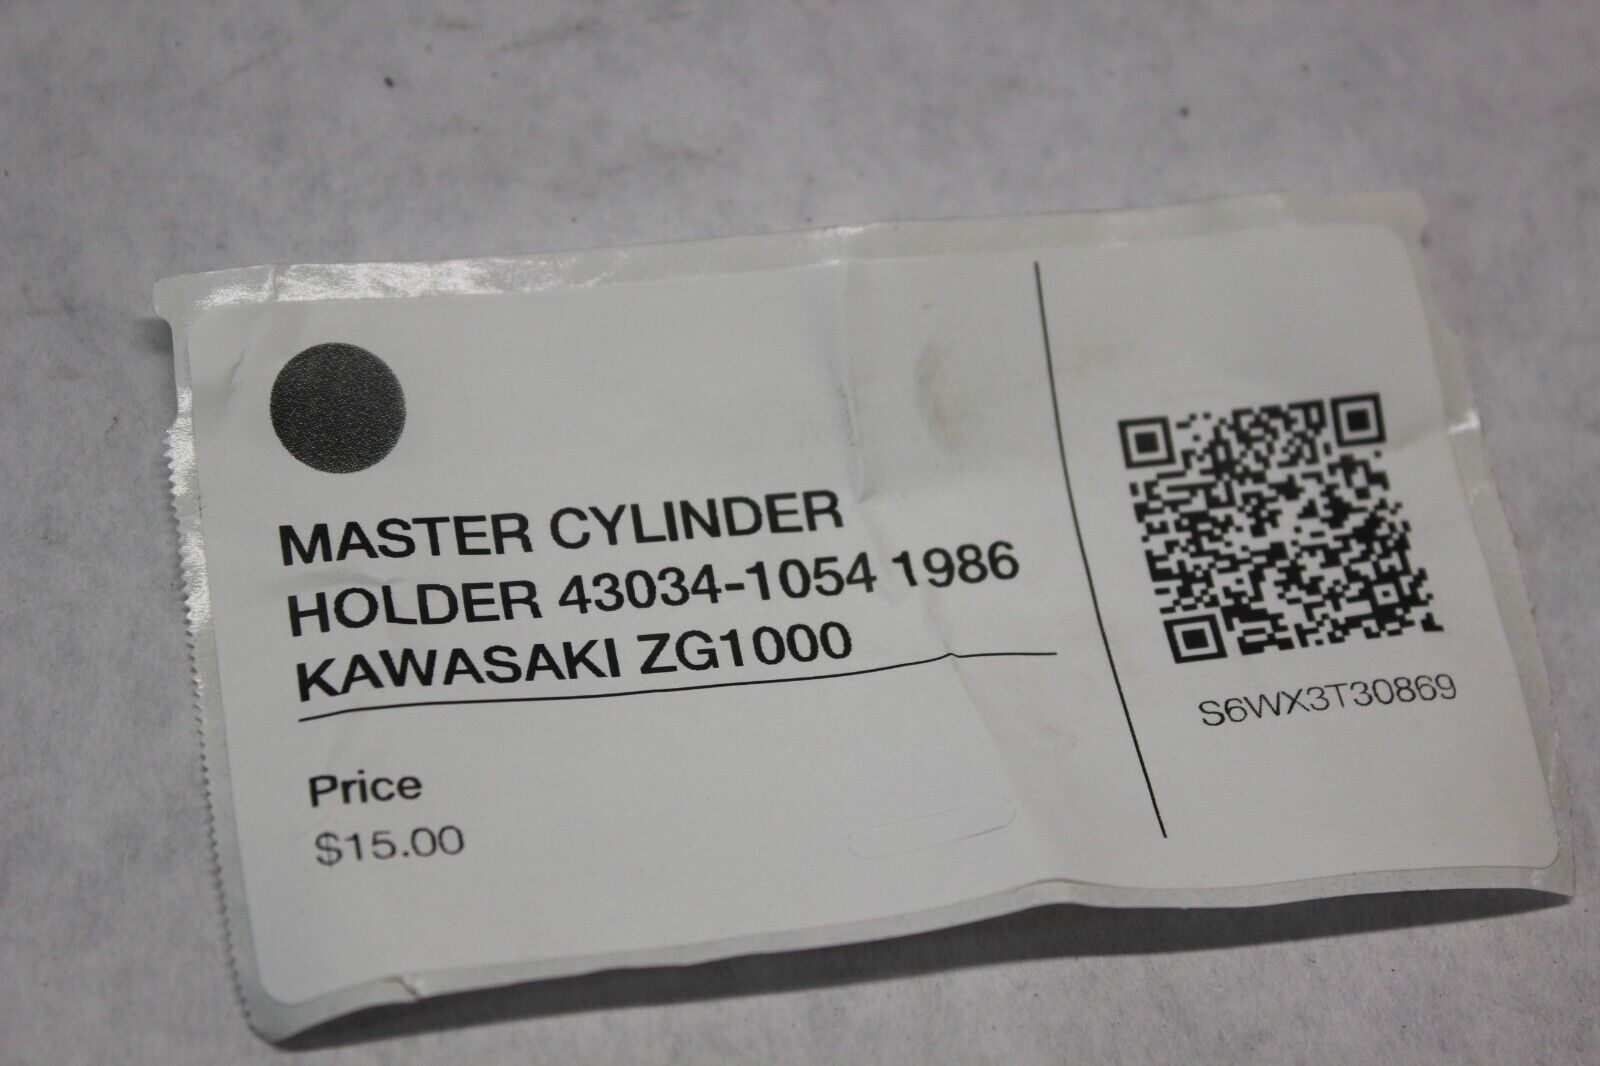 MASTER CYLINDER
HOLDER 43034-1054 1986
KAWASAKI ZG1000
Price
$15.00
S6WX3T30869